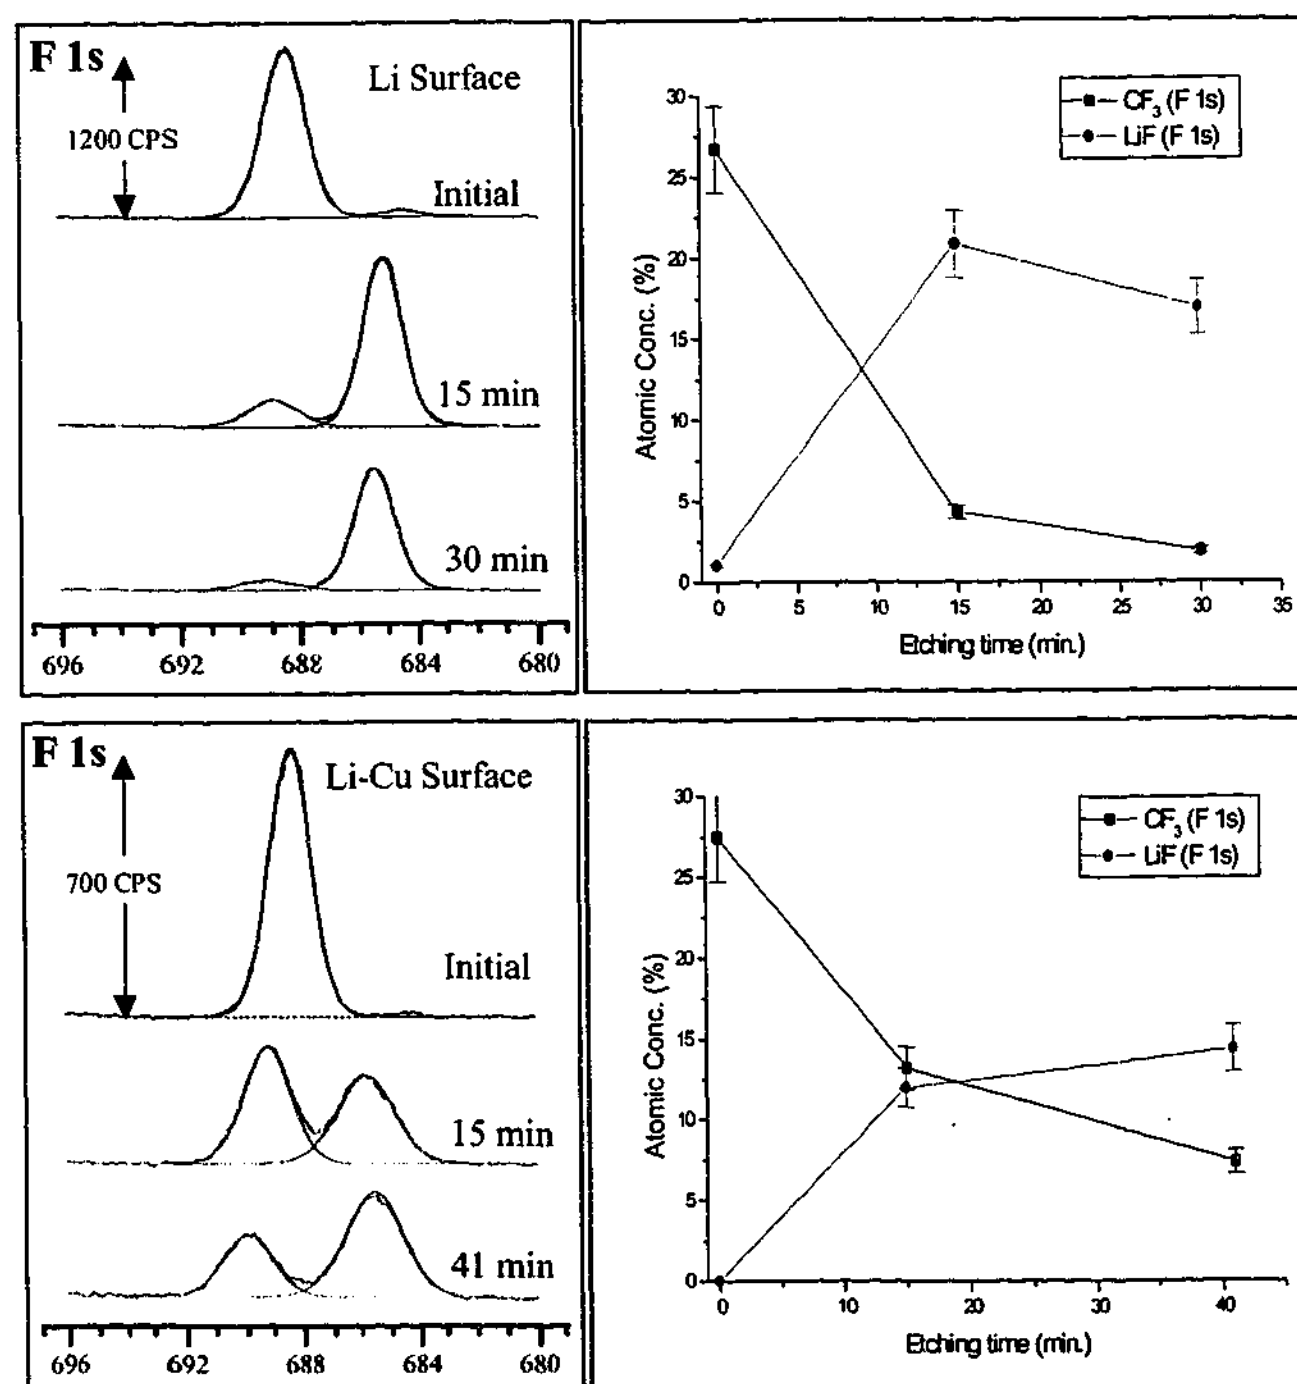 F 1s
Li Surface
1200 CPS
Initial
15 min
30 min
696 692 688 684 680
CF₃ (F 1s)
LiF (F 1s)
30
25
20
15
10
5
0
Atomic Conc. (%)
0 5 10 15 20 25 30 35
Etching time (min.)
F 1s
Li-Cu Surface
700 CPS
Initial
15 min
41 min
696 692 688 684 680
CF₃ (F 1s)
LiF (F 1s)
30
25
20
15
10
5
0
Atomic Conc. (%)
0 10 20 30 40
Etching time (min.)